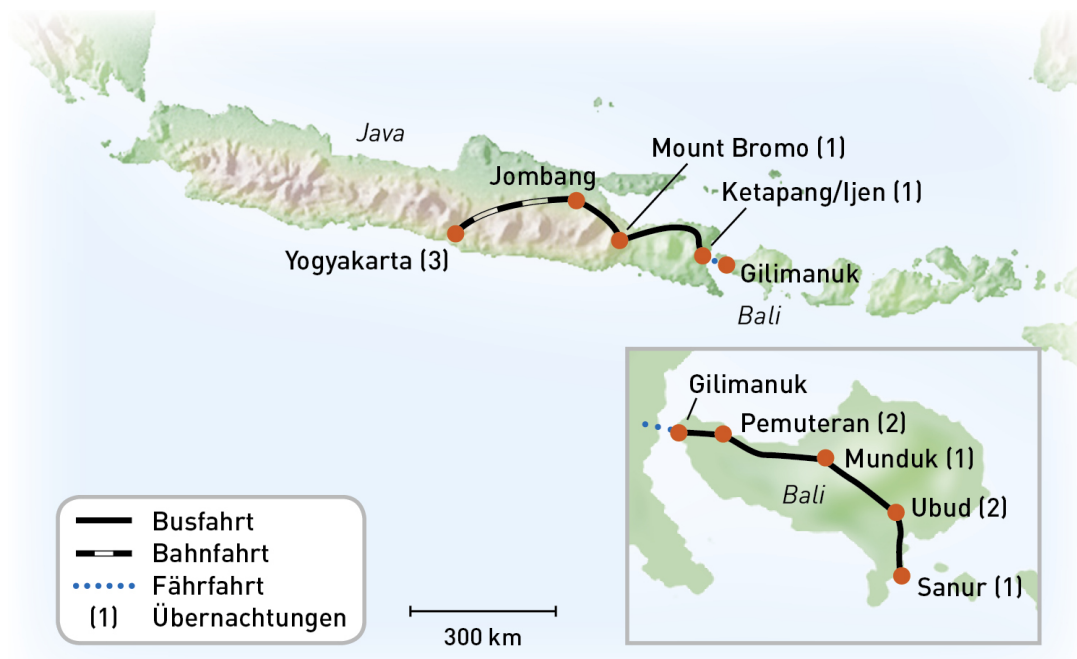 Java
Mount Bromo (1)
Jombang
Ketapang/Ijen (1)
Yogyakarta (3)
Gilimanuk
Bali
Gilimanuk
Pemuteran (2)
Munduk (1)
Bali
Ubud (2)
Sanur (1)
Busfahrt
Bahnfahrt
Fährfahrt
(1) Übernachtungen
300 km